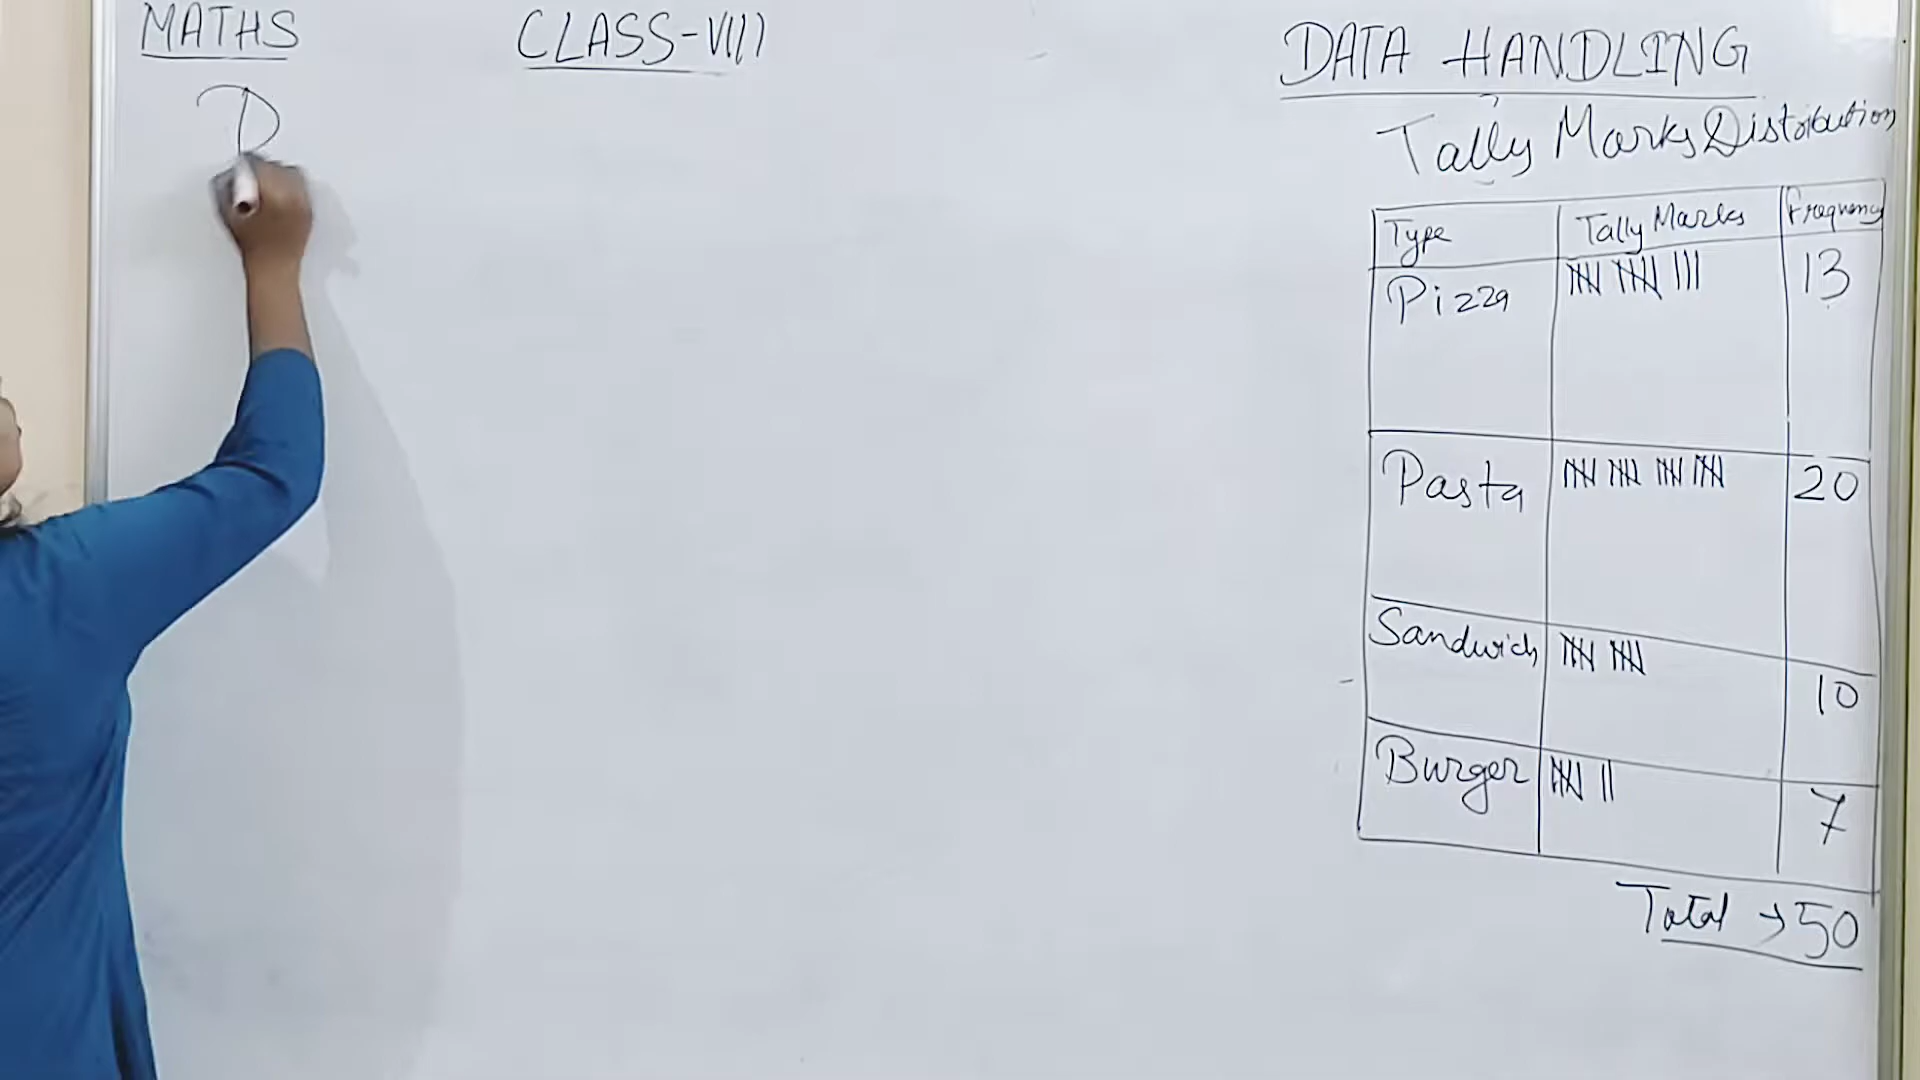 MATHS
CLASS-VIII
D
DATA HANDLING
Tally Marks Distribution
Type Tally Marks Frequency
Pizza 𝍸 𝍸 ||| 13
Pasta 𝍸 𝍸 𝍸 𝍸 20
Sandwich 𝍸 𝍸 10
Burger 𝍸 || 7
Total → 50